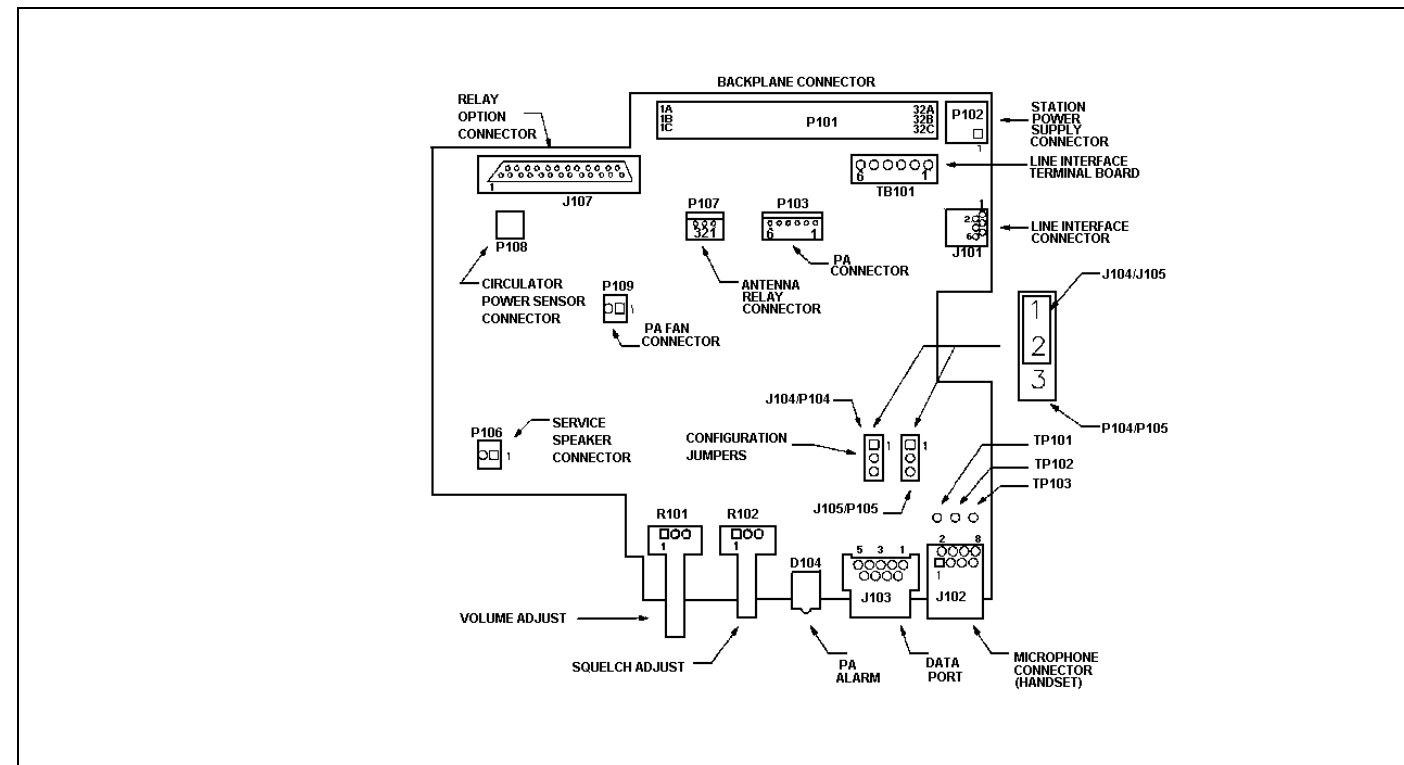 BACKPLANE CONNECTOR
RELAY
OPTION
CONNECTOR
1A
1B
1C
P101
32A
32B
32C
P102
1
STATION
POWER
SUPPLY
CONNECTOR
LINE INTERFACE
TERMINAL BOARD
6
1
TB101
1
J107
P108
CIRCULATOR
POWER SENSOR
CONNECTOR
P107
321
ANTENNA
RELAY
CONNECTOR
P103
6
1
PA
CONNECTOR
1
2
6
J101
LINE INTERFACE
CONNECTOR
P109
1
PA FAN
CONNECTOR
J104/J105
1
2
3
P104/P105
J104/P104
CONFIGURATION
JUMPERS
1
1
J105/P105
P106
1
SERVICE
SPEAKER
CONNECTOR
TP101
TP102
TP103
R101
1
R102
1
D104
5 3 1
J103
2 8
1
J102
VOLUME ADJUST
SQUELCH ADJUST
PA
ALARM
DATA
PORT
MICROPHONE
CONNECTOR
(HANDSET)